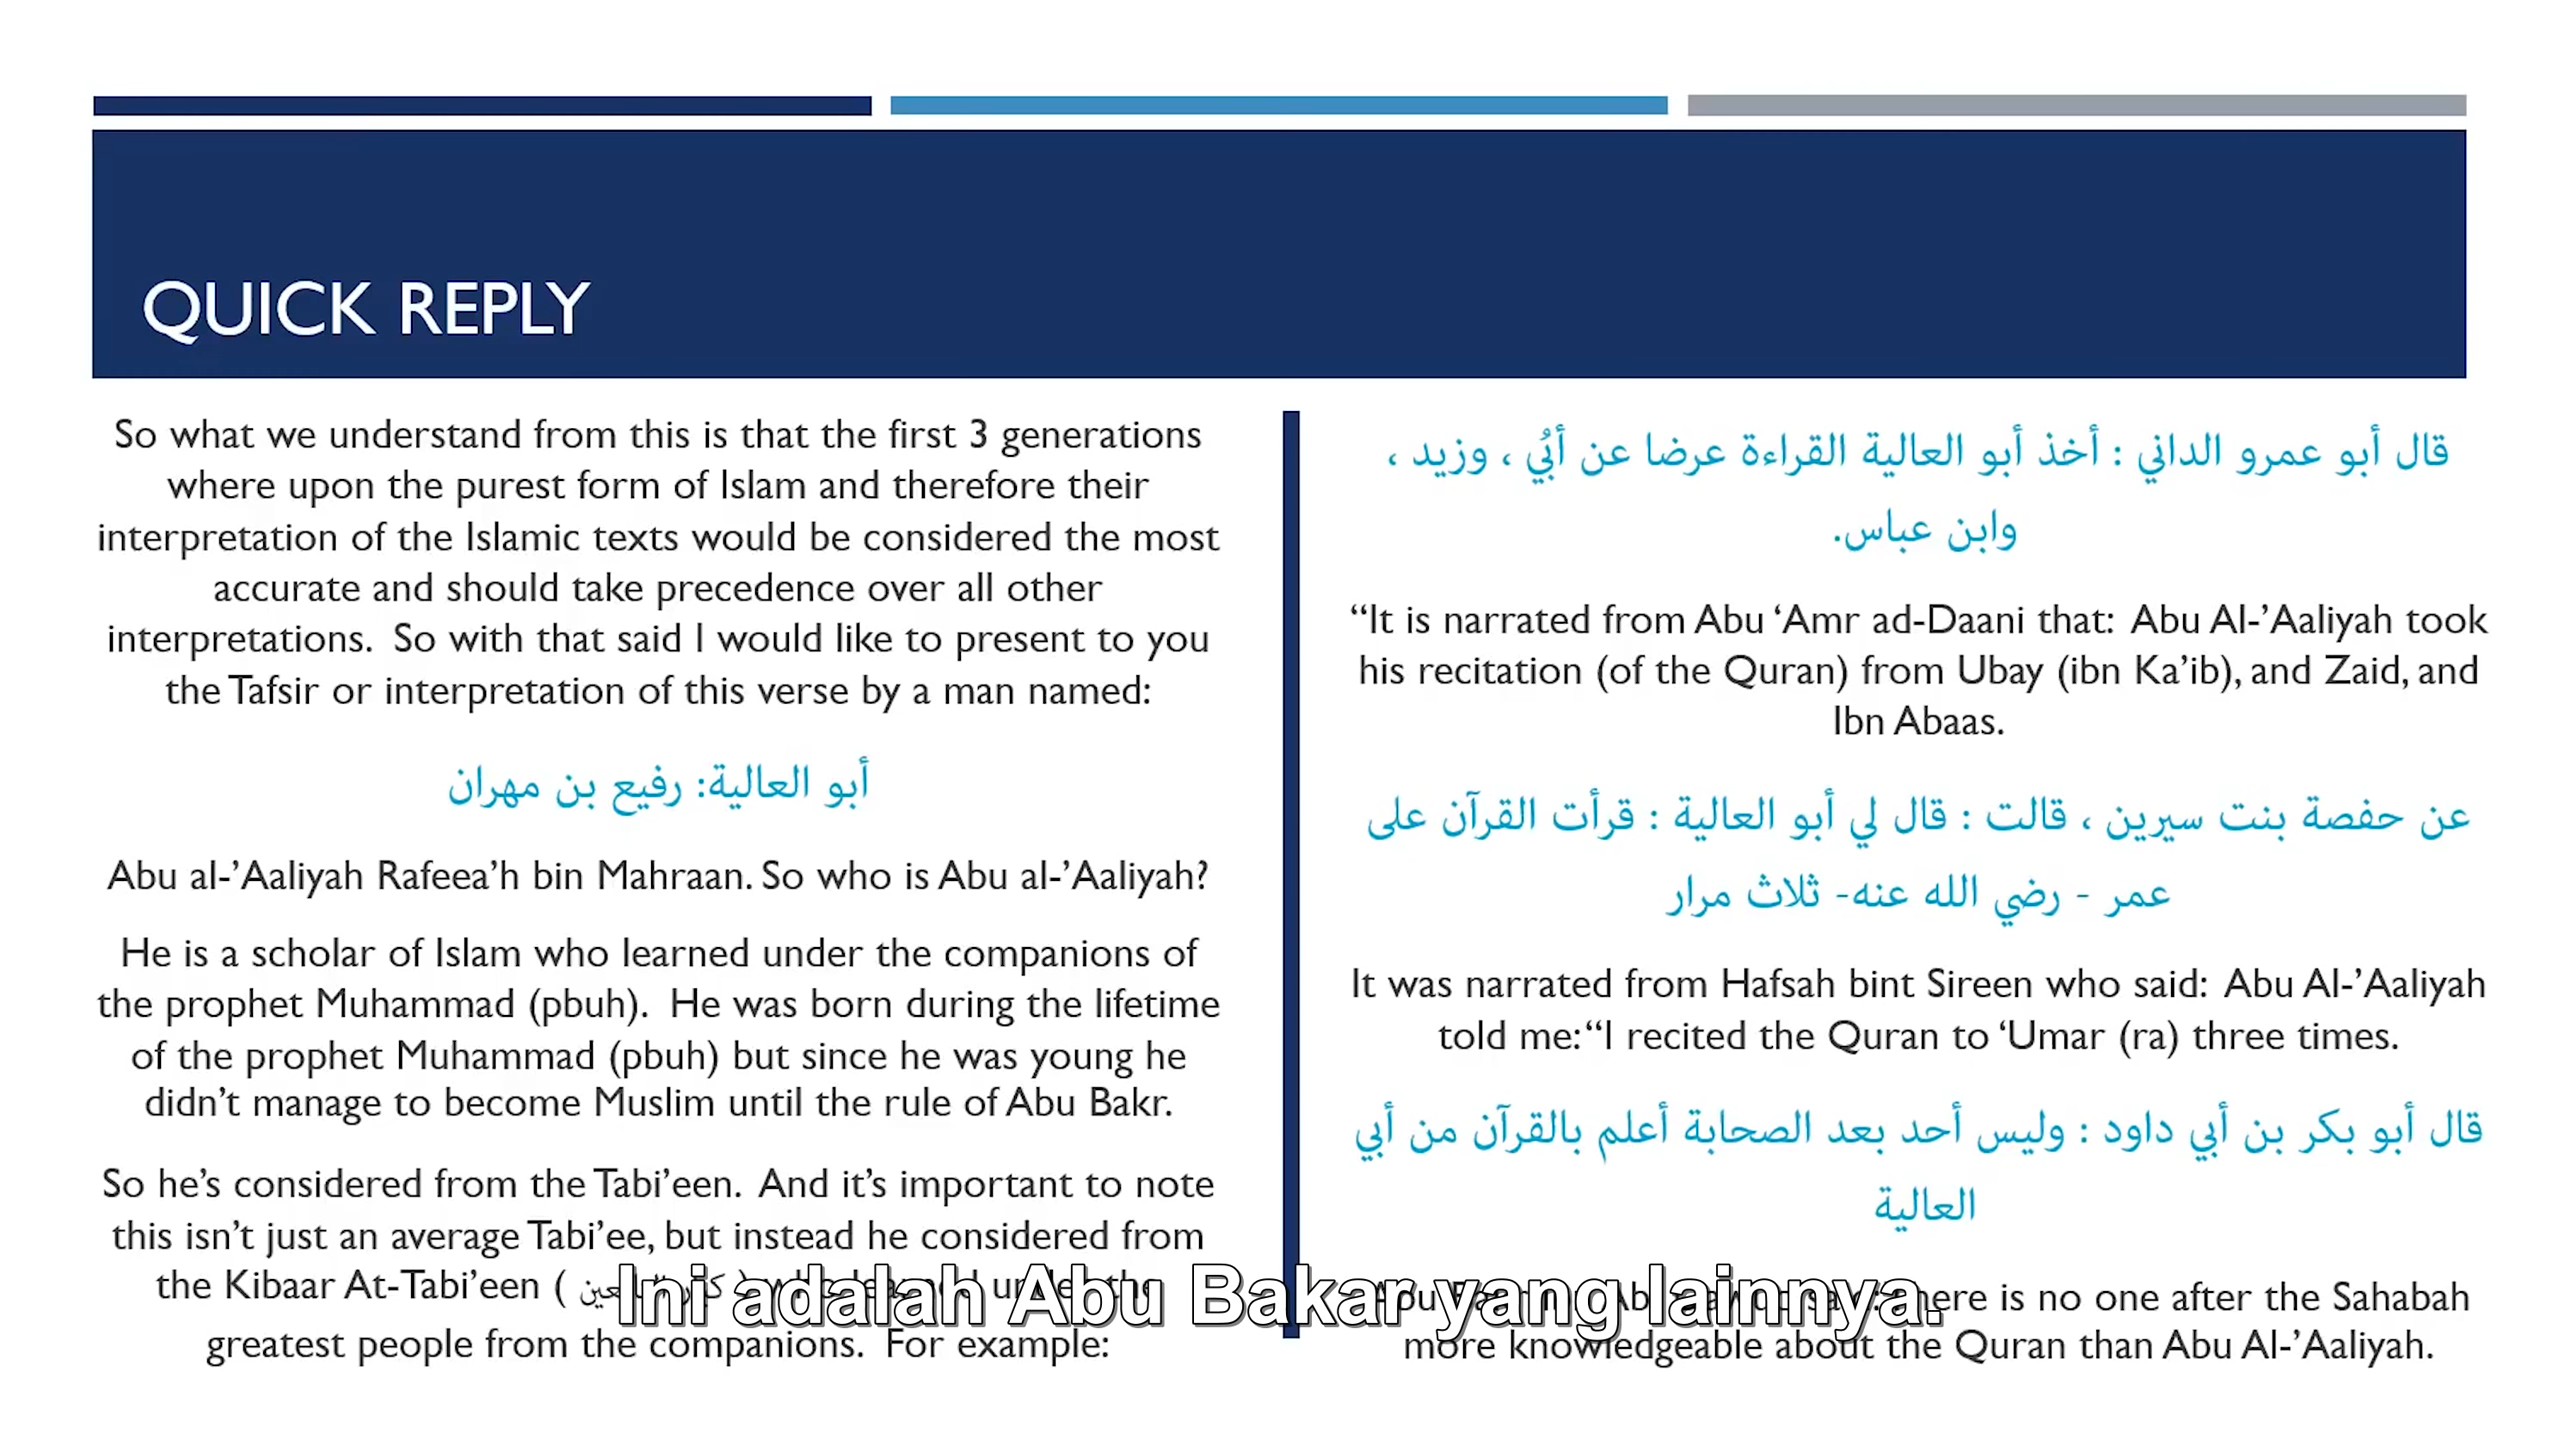 QUICK REPLY
So what we understand from this is that the first 3 generations
where upon the purest form of Islam and therefore their
interpretation of the Islamic texts would be considered the most
accurate and should take precedence over all other
interpretations. So with that said I would like to present to you
the Tafsir or interpretation of this verse by a man named:
أبو العالية: رفيع بن مهران
Abu al-’Aaliyah Rafeea’h bin Mahraan. So who is Abu al-’Aaliyah?
He is a scholar of Islam who learned under the companions of
the prophet Muhammad (pbuh). He was born during the lifetime
of the prophet Muhammad (pbuh) but since he was young he
didn’t manage to become Muslim until the rule of Abu Bakr.
So he’s considered from the Tabi’een. And it’s important to note
this isn’t just an average Tabi’ee, but instead he considered from
the Kibaar At-Tabi’een ( ) under the
greatest people from the companions. For example:
قال أبو عمرو الداني : أخذ أبو العالية القراءة عرضا عن أبُي ، وزيد ،
وابن عباس.
“It is narrated from Abu ‘Amr ad-Daani that: Abu Al-’Aaliyah took
his recitation (of the Quran) from Ubay (ibn Ka’ib), and Zaid, and
Ibn Abaas.
عن حفصة بنت سيرين ، قالت : قال لي أبو العالية : قرأت القرآن على
عمر - رضي الله عنه- ثلاث مرار
It was narrated from Hafsah bint Sireen who said: Abu Al-’Aaliyah
told me:“I recited the Quran to ‘Umar (ra) three times.
قال أبو بكر بن أبي داود : وليس أحد بعد الصحابة أعلم بالقرآن من أبي
العالية
is no one after the Sahabah
more knowledgeable about the Quran than Abu Al-’Aaliyah.
Ini adalah Abu Bakar yang lainnya.